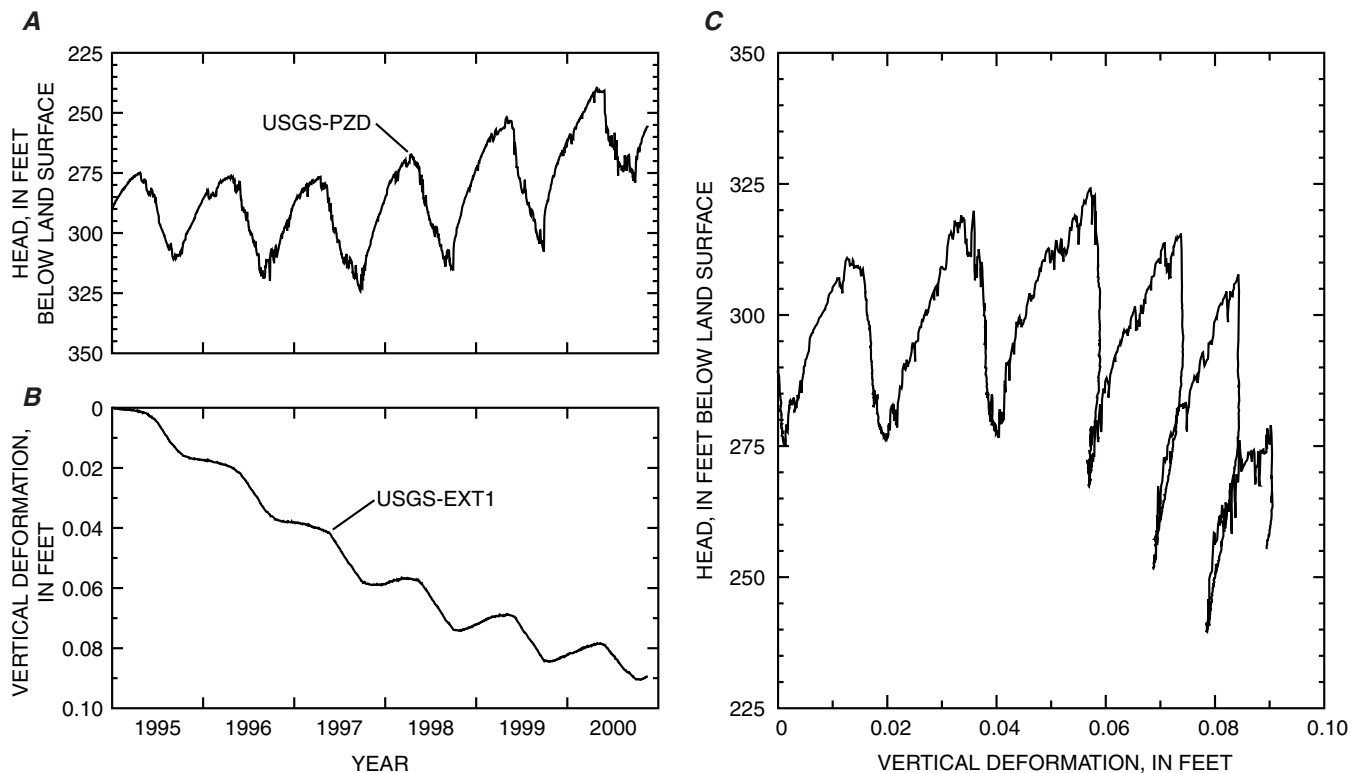 A
HEAD, IN FEET
BELOW LAND SURFACE
225
250
275
300
325
350
USGS-PZD
B
VERTICAL DEFORMATION,
IN FEET
0
0.02
0.04
0.06
0.08
0.10
USGS-EXT1
1995 1996 1997 1998 1999 2000
YEAR
C
HEAD, IN FEET BELOW LAND SURFACE
350
325
300
275
250
225
0 0.02 0.04 0.06 0.08 0.10
VERTICAL DEFORMATION, IN FEET